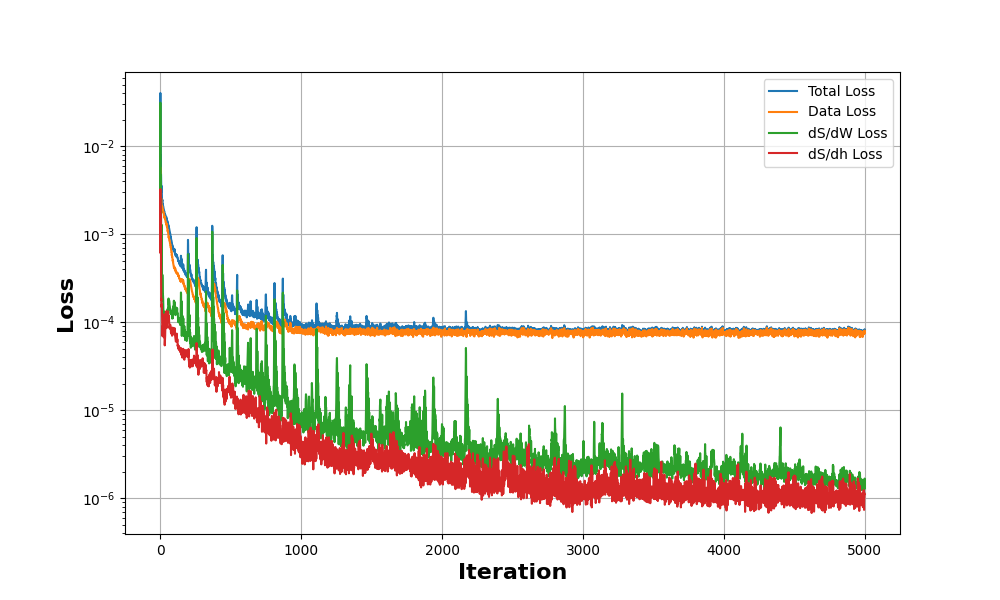 Total Loss
Data Loss
dS/dW Loss
dS/dh Loss
10⁻²
10⁻³
10⁻⁴
10⁻⁵
10⁻⁶
Loss
0 1000 2000 3000 4000 5000
Iteration